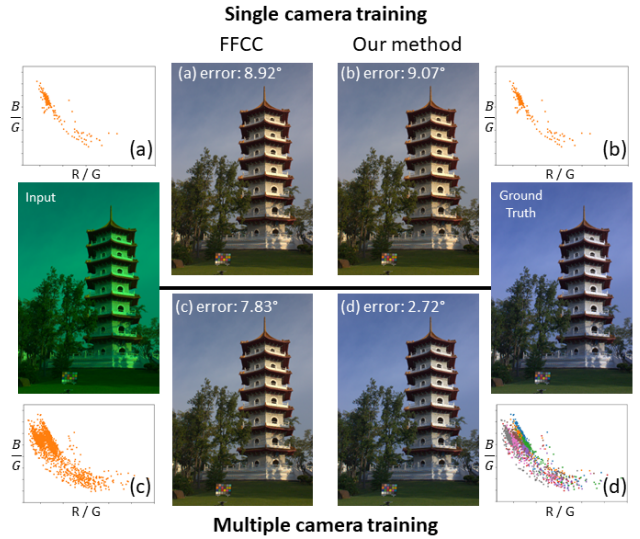 Single camera training
FFCC
Our method
(a) error: 8.92°
(b) error: 9.07°
B
G
(a)
R / G
B
G
(b)
R / G
Input
Ground
Truth
(c) error: 7.83°
(d) error: 2.72°
B
G
(c)
R / G
B
G
(d)
R / G
Multiple camera training